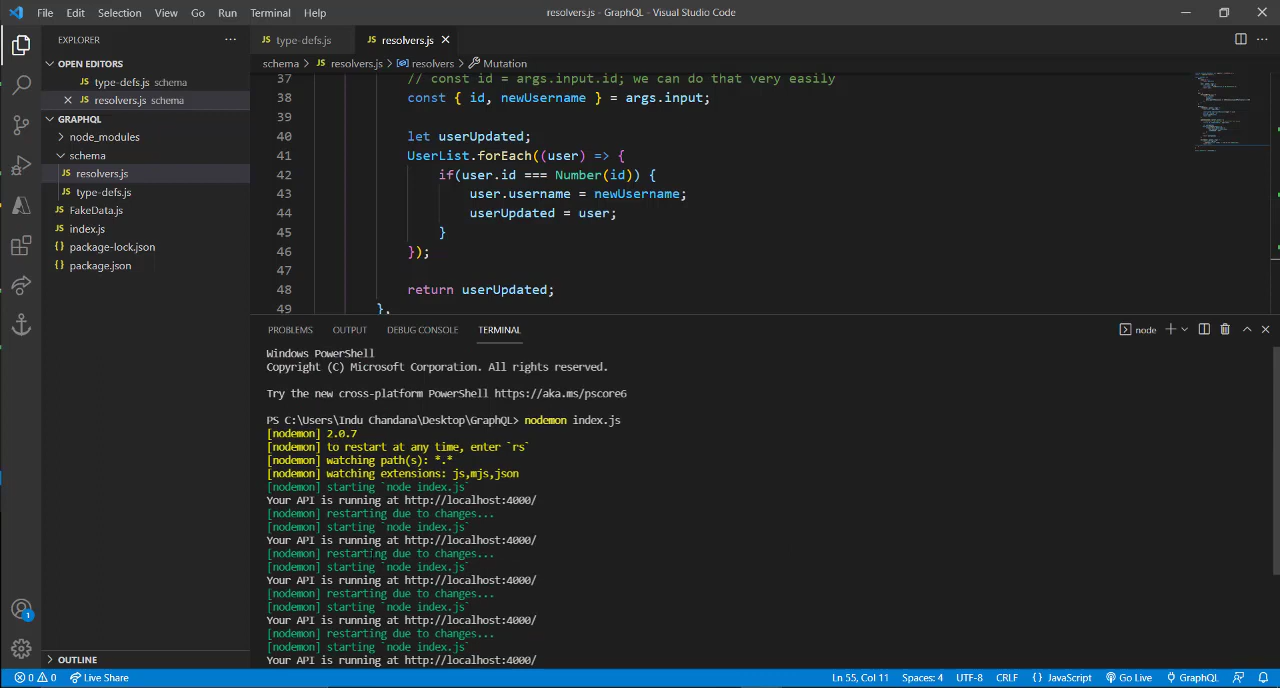 File Edit Selection View Go Run Terminal Help
resolvers.js - GraphQL - Visual Studio Code
EXPLORER
OPEN EDITORS
type-defs.js schema
resolvers.js schema
GRAPHQL
node_modules
schema
resolvers.js
type-defs.js
FakeData.js
index.js
package-lock.json
package.json
OUTLINE
type-defs.js
resolvers.js
schema > resolvers.js > resolvers > Mutation
37 // const id = args.input.id; we can do that very easily
38 const { id, newUsername } = args.input;
39
40 let userUpdated;
41 UserList.forEach((user) => {
42 if(user.id === Number(id)) {
43 user.username = newUsername;
44 userUpdated = user;
45 }
46 });
47
48 return userUpdated;
49 },
PROBLEMS OUTPUT DEBUG CONSOLE TERMINAL
node
Windows PowerShell
Copyright (C) Microsoft Corporation. All rights reserved.
Try the new cross-platform PowerShell https://aka.ms/pscore6
PS C:\Users\Indu Chandana\Desktop\GraphQL> nodemon index.js
[nodemon] 2.0.7
[nodemon] to restart at any time, enter `rs`
[nodemon] watching path(s): *.*
[nodemon] watching extensions: js,mjs,json
[nodemon] starting `node index.js`
Your API is running at http://localhost:4000/
[nodemon] restarting due to changes...
[nodemon] starting `node index.js`
Your API is running at http://localhost:4000/
[nodemon] restarting due to changes...
[nodemon] starting `node index.js`
Your API is running at http://localhost:4000/
[nodemon] restarting due to changes...
[nodemon] starting `node index.js`
Your API is running at http://localhost:4000/
[nodemon] restarting due to changes...
[nodemon] starting `node index.js`
Your API is running at http://localhost:4000/
1
0 0 Live Share
Ln 55, Col 11 Spaces: 4 UTF-8 CRLF {} JavaScript Go Live GraphQL